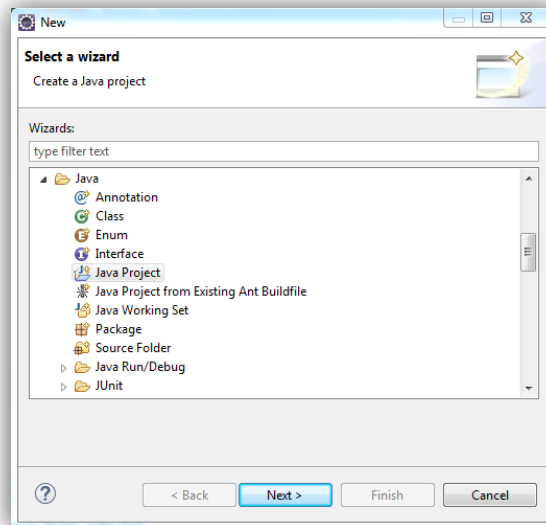 New
Select a wizard
Create a Java project
Wizards:
type filter text
Java
Annotation
Class
Enum
Interface
Java Project
Java Project from Existing Ant Buildfile
Java Working Set
Package
Source Folder
Java Run/Debug
JUnit
? < Back Next > Finish Cancel